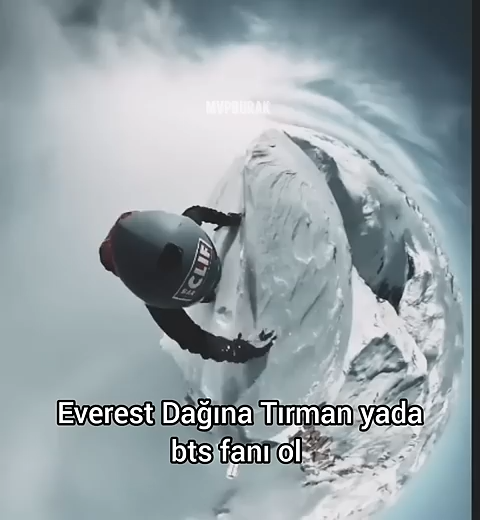 MVPBURAK
CLIF
Everest Dağına Tırman yada
bts fanı ol